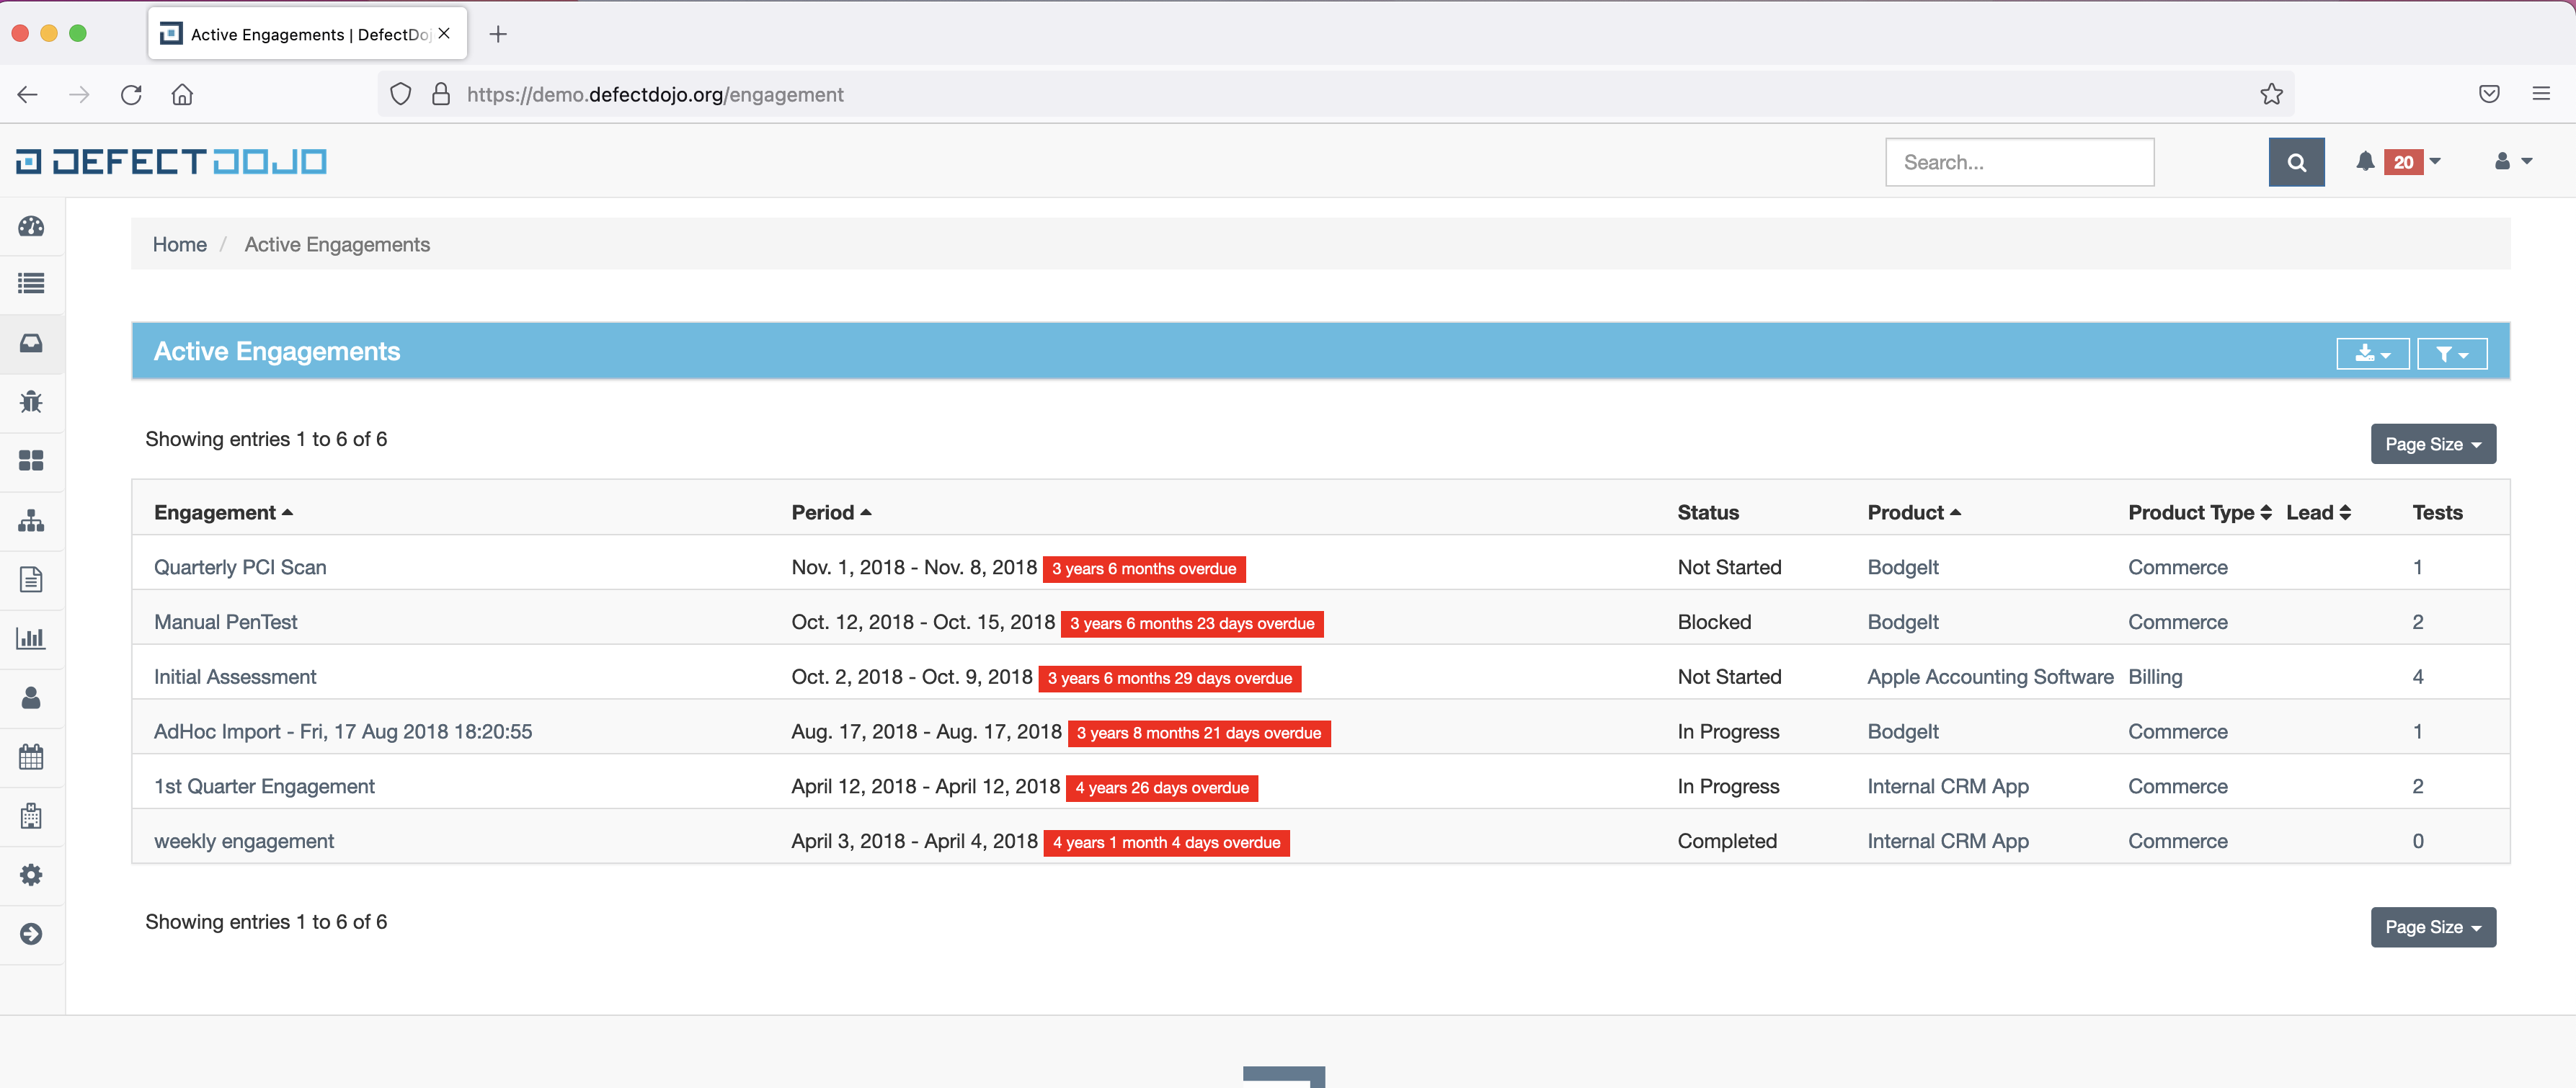 Active Engagements | DefectDoj
https://demo.defectdojo.org/engagement
DEFECTDOJO
Search...
20
Home / Active Engagements
Active Engagements
Showing entries 1 to 6 of 6
Page Size
Engagement Period Status Product Product Type Lead Tests
Quarterly PCI Scan Nov. 1, 2018 - Nov. 8, 2018 3 years 6 months overdue Not Started BodgeIt Commerce 1
Manual PenTest Oct. 12, 2018 - Oct. 15, 2018 3 years 6 months 23 days overdue Blocked BodgeIt Commerce 2
Initial Assessment Oct. 2, 2018 - Oct. 9, 2018 3 years 6 months 29 days overdue Not Started Apple Accounting Software Billing 4
AdHoc Import - Fri, 17 Aug 2018 18:20:55 Aug. 17, 2018 - Aug. 17, 2018 3 years 8 months 21 days overdue In Progress BodgeIt Commerce 1
1st Quarter Engagement April 12, 2018 - April 12, 2018 4 years 26 days overdue In Progress Internal CRM App Commerce 2
weekly engagement April 3, 2018 - April 4, 2018 4 years 1 month 4 days overdue Completed Internal CRM App Commerce 0
Showing entries 1 to 6 of 6
Page Size